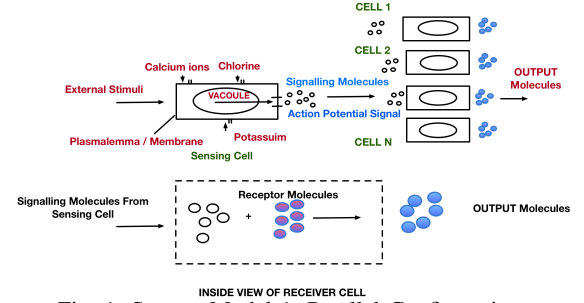 CELL 1
CELL 2
Calcium ions
Chlorine
External Stimuli
VACOULE
Signalling Molecules
OUTPUT
Molecules
Action Potential Signal
Potassuim
Plasmalemma / Membrane
Sensing Cell
CELL N
Signalling Molecules From
Sensing Cell
Receptor Molecules
+
OUTPUT Molecules
INSIDE VIEW OF RECEIVER CELL